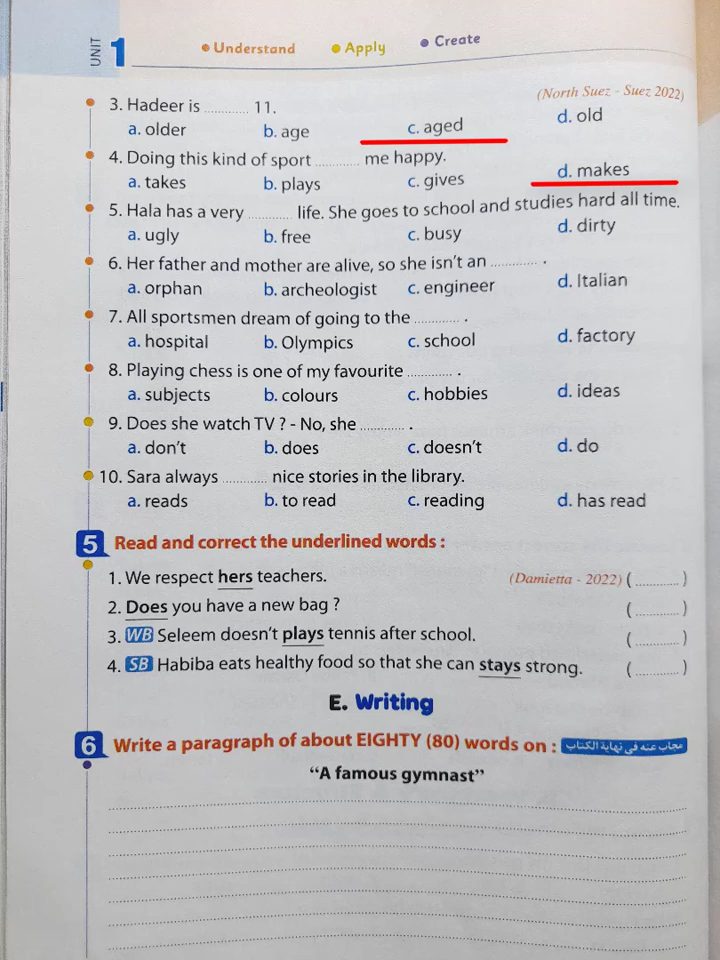 UNIT 1
Understand Apply Create
(North Suez - Suez 2022)
3. Hadeer is ............ 11.
a. older b. age c. aged d. old
4. Doing this kind of sport ............ me happy.
a. takes b. plays c. gives d. makes
5. Hala has a very ............ life. She goes to school and studies hard all time.
a. ugly b. free c. busy d. dirty
6. Her father and mother are alive, so she isn't an ............ .
a. orphan b. archeologist c. engineer d. Italian
7. All sportsmen dream of going to the ............ .
a. hospital b. Olympics c. school d. factory
8. Playing chess is one of my favourite ............ .
a. subjects b. colours c. hobbies d. ideas
9. Does she watch TV ? - No, she ............ .
a. don't b. does c. doesn't d. do
10. Sara always ............ nice stories in the library.
a. reads b. to read c. reading d. has read
5 Read and correct the underlined words :
1. We respect hers teachers. (Damietta - 2022) (............)
2. Does you have a new bag ? (............)
3. WB Seleem doesn't plays tennis after school. (............)
4. SB Habiba eats healthy food so that she can stays strong. (............)
E. Writing
6 Write a paragraph of about EIGHTY (80) words on : مجاب عنه فى نهاية الكتاب
"A famous gymnast"